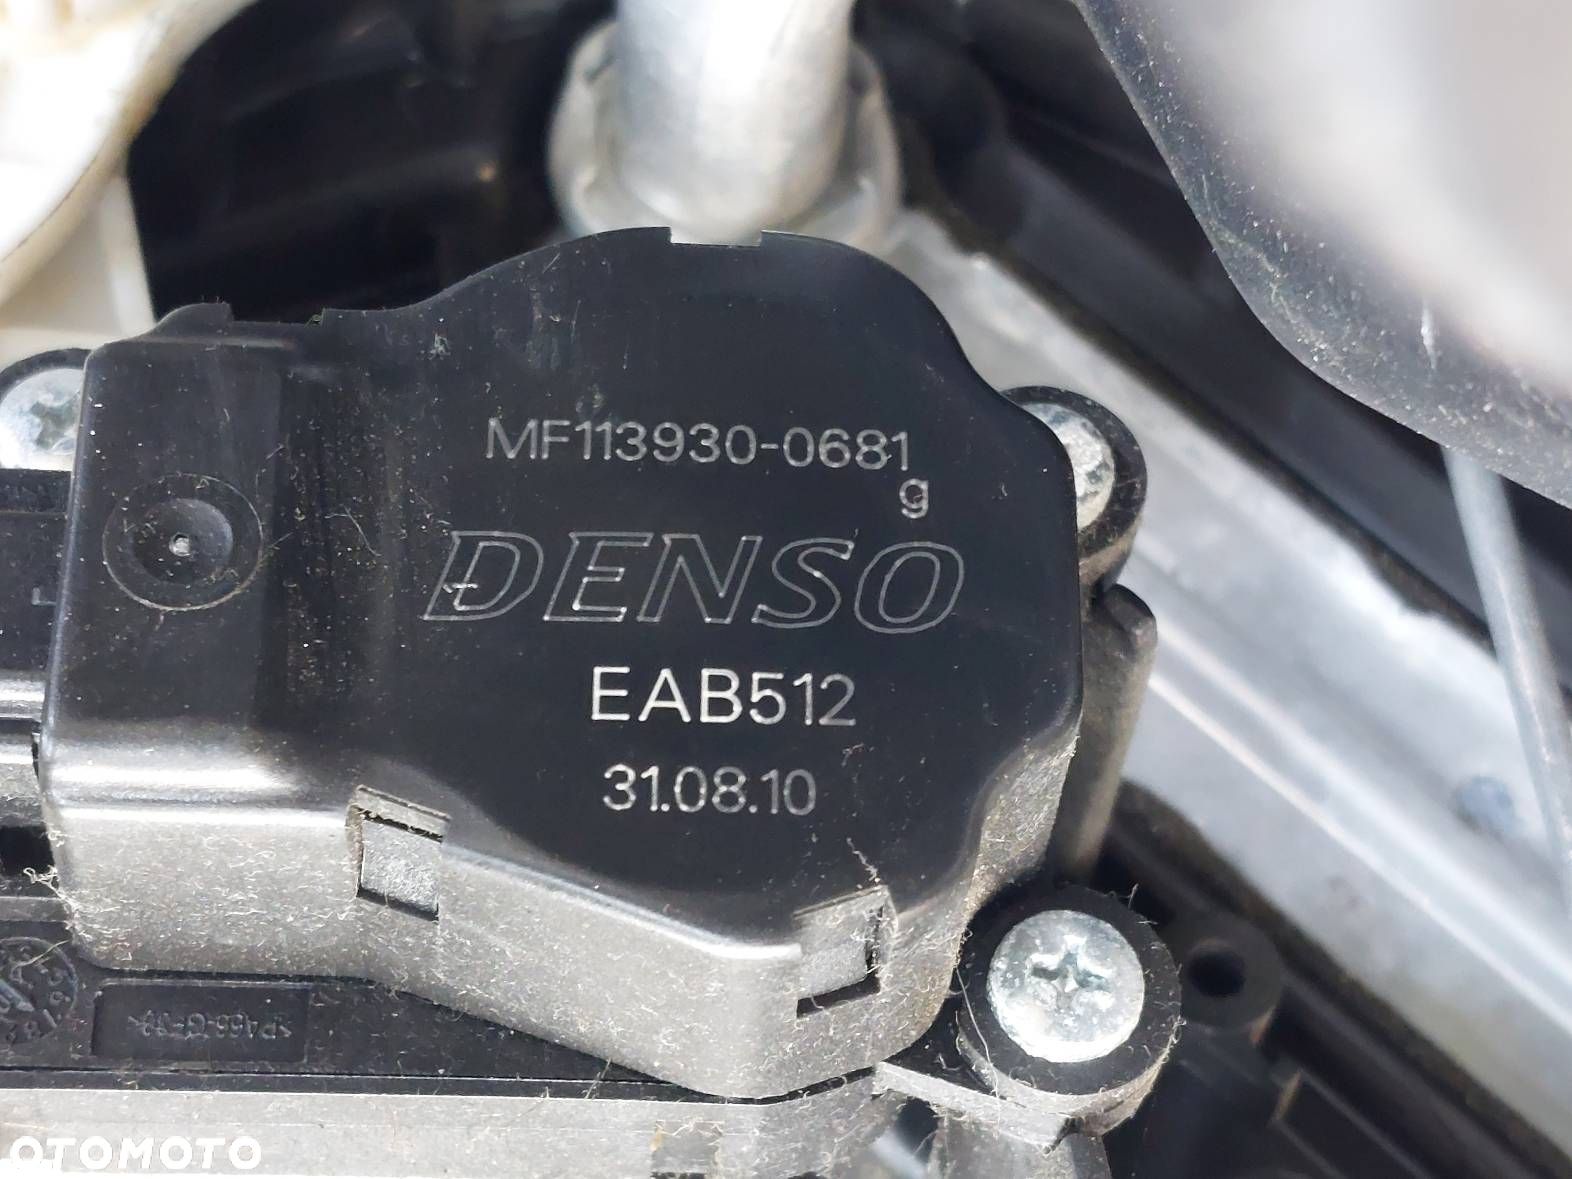 MF113930-0681
g
DENSO
EAB512
31.08.10
OTOMOTO